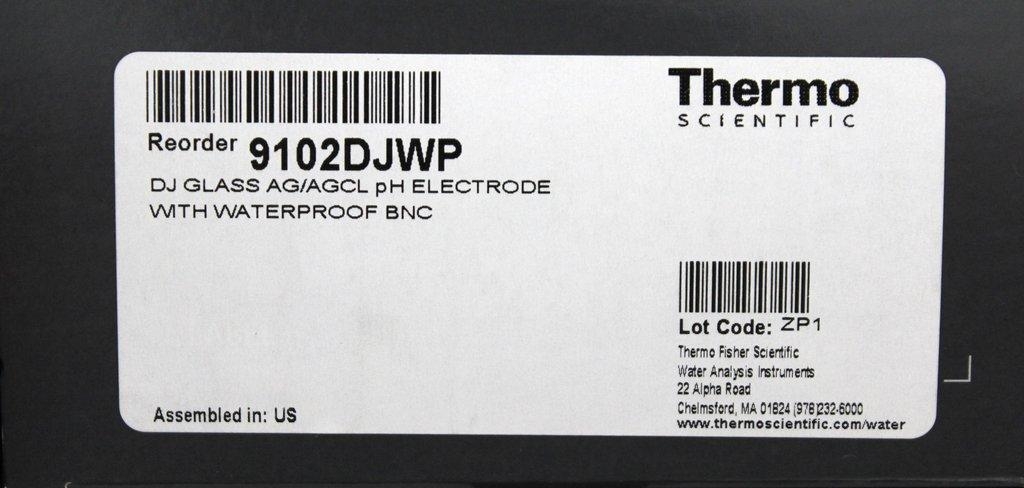 Thermo
SCIENTIFIC
Reorder 9102DJWP
DJ GLASS AG/AGCL pH ELECTRODE
WITH WATERPROOF BNC
Lot Code: ZP1
Thermo Fisher Scientific
Water Analysis Instruments
22 Alpha Road
Chelmsford, MA 01824 (978)232-6000
www.thermoscientific.com/water
Assembled in: US